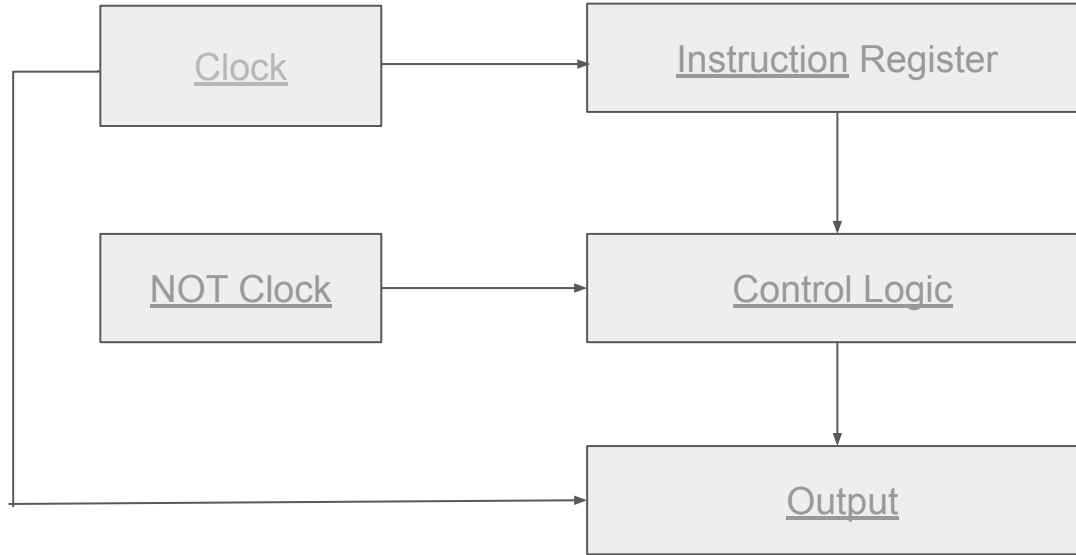 Clock
Instruction Register
NOT Clock
Control Logic
Output